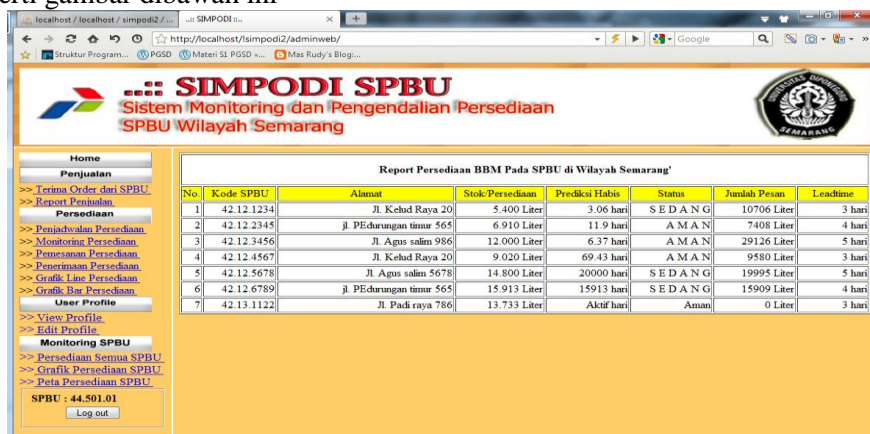 erti gambar dibawah ini
localhost / localhost / simpodi2 / ... ..:: SIMPODI ::..
http://localhost/lsimpodi2/adminweb/ Google
Struktur Program... PGSD Materi S1 PGSD «... Mas Rudy's Blog:...
...:: SIMPODI SPBU
Sistem Monitoring dan Pengendalian Persediaan
SPBU Wilayah Semarang
SEMARANG
Home
Penjualan
>> Terima Order dari SPBU
>> Report Penjualan
Persediaan
>> Penjadwalan Persediaan
>> Monitoring Persediaan
>> Pemesanan Persediaan
>> Penerimaan Persediaan
>> Grafik Line Persediaan
>> Grafik Bar Persediaan
User Profile
>> View Profile
>> Edit Profile
Monitoring SPBU
>> Persediaan Semua SPBU
>> Grafik Persediaan SPBU
>> Peta Persediaan SPBU
SPBU : 44.501.01
Log out
Report Persediaan BBM Pada SPBU di Wilayah Semarang'
No. Kode SPBU Alamat Stok/Persediaan Prediksi Habis Status Jumlah Pesan Leadtime
1 42.12.1234 Jl. Kelud Raya 20 5.400 Liter 3.06 hari S E D A N G 10706 Liter 3 hari
2 42.12.2345 jl. PEdurungan timur 565 6.910 Liter 11.9 hari A M A N 7408 Liter 4 hari
3 42.12.3456 Jl. Agus salim 986 12.000 Liter 6.37 hari A M A N 29126 Liter 5 hari
4 42.12.4567 Jl. Kelud Raya 20 9.020 Liter 69.43 hari A M A N 9580 Liter 3 hari
5 42.12.5678 Jl. Agus salim 5678 14.800 Liter 20000 hari S E D A N G 19995 Liter 5 hari
6 42.12.6789 jl. PEdurungan timur 565 15.913 Liter 15913 hari S E D A N G 15909 Liter 4 hari
7 42.13.1122 Jl. Padi raya 786 13.733 Liter Aktif hari Aman 0 Liter 3 hari